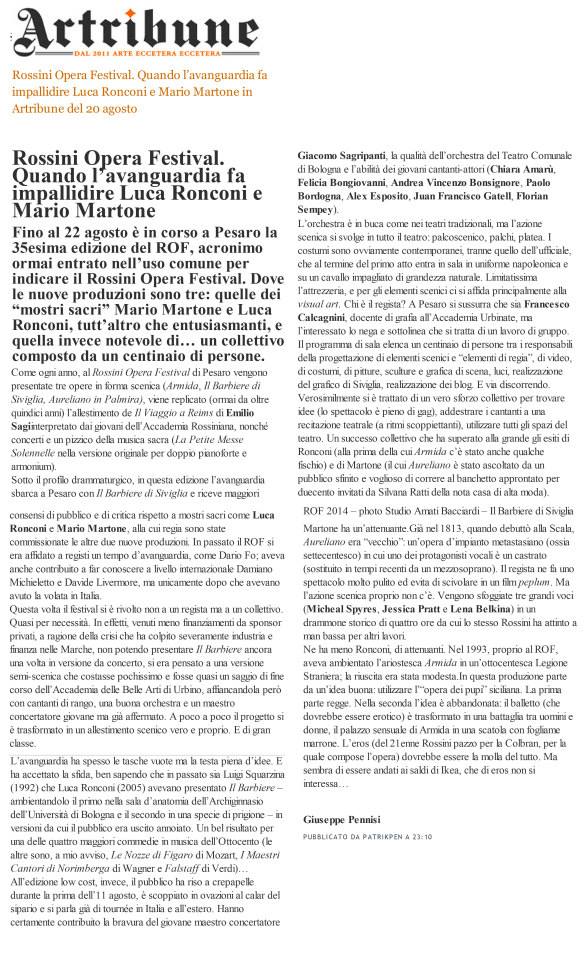 Artribune
DAL 2011 ARTE ECCETERA ECCETERA
Rossini Opera Festival. Quando l’avanguardia fa
impallidire Luca Ronconi e Mario Martone in
Artribune del 20 agosto
Rossini Opera Festival.
Quando l’avanguardia fa
impallidire Luca Ronconi e
Mario Martone
Fino al 22 agosto è in corso a Pesaro la
35esima edizione del ROF, acronimo
ormai entrato nell’uso comune per
indicare il Rossini Opera Festival. Dove
le nuove produzioni sono tre: quelle dei
“mostri sacri” Mario Martone e Luca
Ronconi, tutt’altro che entusiasmanti, e
quella invece notevole di… un collettivo
composto da un centinaio di persone.
Come ogni anno, al Rossini Opera Festival di Pesaro vengono
presentate tre opere in forma scenica (Armida, Il Barbiere di
Siviglia, Aureliano in Palmira), viene replicato (ormai da oltre
quindici anni) l’allestimento de Il Viaggio a Reims di Emilio
Sagiinterpretato dai giovani dell’Accademia Rossiniana, nonché
concerti e un pizzico della musica sacra (La Petite Messe
Solennelle nella versione originale per doppio pianoforte e
armonium).
Sotto il profilo drammaturgico, in questa edizione l’avanguardia
sbarca a Pesaro con Il Barbiere di Siviglia e riceve maggiori
consensi di pubblico e di critica rispetto a mostri sacri come Luca
Ronconi e Mario Martone, alla cui regia sono state
commissionate le altre due nuove produzioni. In passato il ROF si
era affidato a registi un tempo d’avanguardia, come Dario Fo; aveva
anche contribuito a far conoscere a livello internazionale Damiano
Michieletto e Davide Livermore, ma unicamente dopo che avevano
avuto la volata in Italia.
Questa volta il festival si è rivolto non a un regista ma a un collettivo.
Quasi per necessità. In effetti, venuti meno finanziamenti da sponsor
privati, a ragione della crisi che ha colpito severamente industria e
finanza nelle Marche, non potendo presentare Il Barbiere ancora
una volta in versione da concerto, si era pensato a una versione
semi-scenica che costasse pochissimo e fosse quasi un saggio di fine
corso dell’Accademia delle Belle Arti di Urbino, affiancandola però
con cantanti di rango, una buona orchestra e un maestro
concertatore giovane ma già affermato. A poco a poco il progetto si
è trasformato in un allestimento scenico vero e proprio. E di gran
classe.
L’avanguardia ha spesso le tasche vuote ma la testa piena d’idee. E
ha accettato la sfida, ben sapendo che in passato sia Luigi Squarzina
(1992) che Luca Ronconi (2005) avevano presentato Il Barbiere –
ambientandolo il primo nella sala d’anatomia dell’Archiginnasio
dell’Università di Bologna e il secondo in una specie di prigione – in
versioni da cui il pubblico era uscito annoiato. Un bel risultato per
una delle quattro maggiori commedie in musica dell’Ottocento (le
altre sono, a mio avviso, Le Nozze di Figaro di Mozart, I Maestri
Cantori di Norimberga di Wagner e Falstaff di Verdi)…
All’edizione low cost, invece, il pubblico ha riso a crepapelle
durante la prima dell’11 agosto, è scoppiato in ovazioni al calar del
sipario e si parla già di tournée in Italia e all’estero. Hanno
certamente contribuito la bravura del giovane maestro concertatore
Giacomo Sagripanti, la qualità dell’orchestra del Teatro Comunale
di Bologna e l’abilità dei giovani cantanti-attori (Chiara Amarù,
Felicia Bongiovanni, Andrea Vincenzo Bonsignore, Paolo
Bordogna, Alex Esposito, Juan Francisco Gatell, Florian
Sempey).
L’orchestra è in buca come nei teatri tradizionali, ma l’azione
scenica si svolge in tutto il teatro: palcoscenico, palchi, platea. I
costumi sono ovviamente contemporanei, tranne quello dell’ufficiale,
che al termine del primo atto entra in sala in uniforme napoleonica e
su un cavallo impagliato di grandezza naturale. Limitatissima
l’attrezzeria, e per gli elementi scenici ci si affida principalmente alla
visual art. Chi è il regista? A Pesaro si sussurra che sia Francesco
Calcagnini, docente di grafia all’Accademia Urbinate, ma
l’interessato lo nega e sottolinea che si tratta di un lavoro di gruppo.
Il programma di sala elenca un centinaio di persone tra i responsabili
della progettazione di elementi scenici e “elementi di regia”, di video,
di costumi, di pitture, sculture e grafica di scena, luci, realizzazione
del grafico di Siviglia, realizzazione dei blog. E via discorrendo.
Verosimilmente si è trattato di un vero sforzo collettivo per trovare
idee (lo spettacolo è pieno di gag), addestrare i cantanti a una
recitazione teatrale (a ritmi scoppiettanti), utilizzare tutti gli spazi del
teatro. Un successo collettivo che ha superato alla grande gli esiti di
Ronconi (alla prima della cui Armida c’è stato anche qualche
fischio) e di Martone (il cui Aureliano è stato ascoltato da un
pubblico sfinito e voglioso di correre al banchetto approntato per
duecento invitati da Silvana Ratti della nota casa di alta moda).
ROF 2014 – photo Studio Amati Bacciardi – Il Barbiere di Siviglia
Martone ha un’attenuante.Già nel 1813, quando debuttò alla Scala,
Aureliano era “vecchio”: un’opera d’impianto metastasiano (ossia
settecentesco) in cui uno dei protagonisti vocali è un castrato
(sostituito in tempi recenti da un mezzosoprano). Il regista ne fa uno
spettacolo molto pulito ed evita di scivolare in un film peplum. Ma
l’azione scenica proprio non c’è. Vengono sfoggiate tre grandi voci
(Micheal Spyres, Jessica Pratt e Lena Belkina) in un
drammone storico di quattro ore da cui lo stesso Rossini ha attinto a
man bassa per altri lavori.
Ne ha meno Ronconi, di attenuanti. Nel 1993, proprio al ROF,
aveva ambientato l’ariostesca Armida in un’ottocentesca Legione
Straniera; la riuscita era stata modesta.In questa produzione parte
da un’idea buona: utilizzare l’“opera dei pupi” siciliana. La prima
parte regge. Nella seconda l’idea è abbandonata: il balletto (che
dovrebbe essere erotico) è trasformato in una battaglia tra uomini e
donne, il palazzo sensuale di Armida in una scatola con fogliame
marrone. L’eros (del 21enne Rossini pazzo per la Colbran, per la
quale compose l’opera) dovrebbe essere la molla del tutto. Ma
sembra di essere andati ai saldi di Ikea, che di eros non si
interessa…
Giuseppe Pennisi
PUBBLICATO DA PATRIKPEN A 23:10